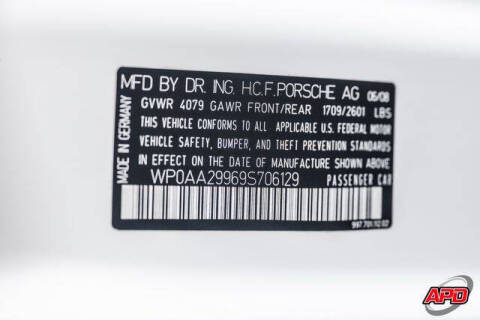 MFD BY DR. ING. H.C.F. PORSCHE AG 06/08
GVWR 4079 GAWR FRONT/REAR 1709/2601 LBS
THIS VEHICLE CONFORMS TO ALL APPLICABLE U.S. FEDERAL MOTOR
VEHICLE SAFETY, BUMPER, AND THEFT PREVENTION STANDARDS
IN EFFECT ON THE DATE OF MANUFACTURE SHOWN ABOVE.
WP0AA29969S706129 PASSENGER CAR
MADE IN GERMANY
APD